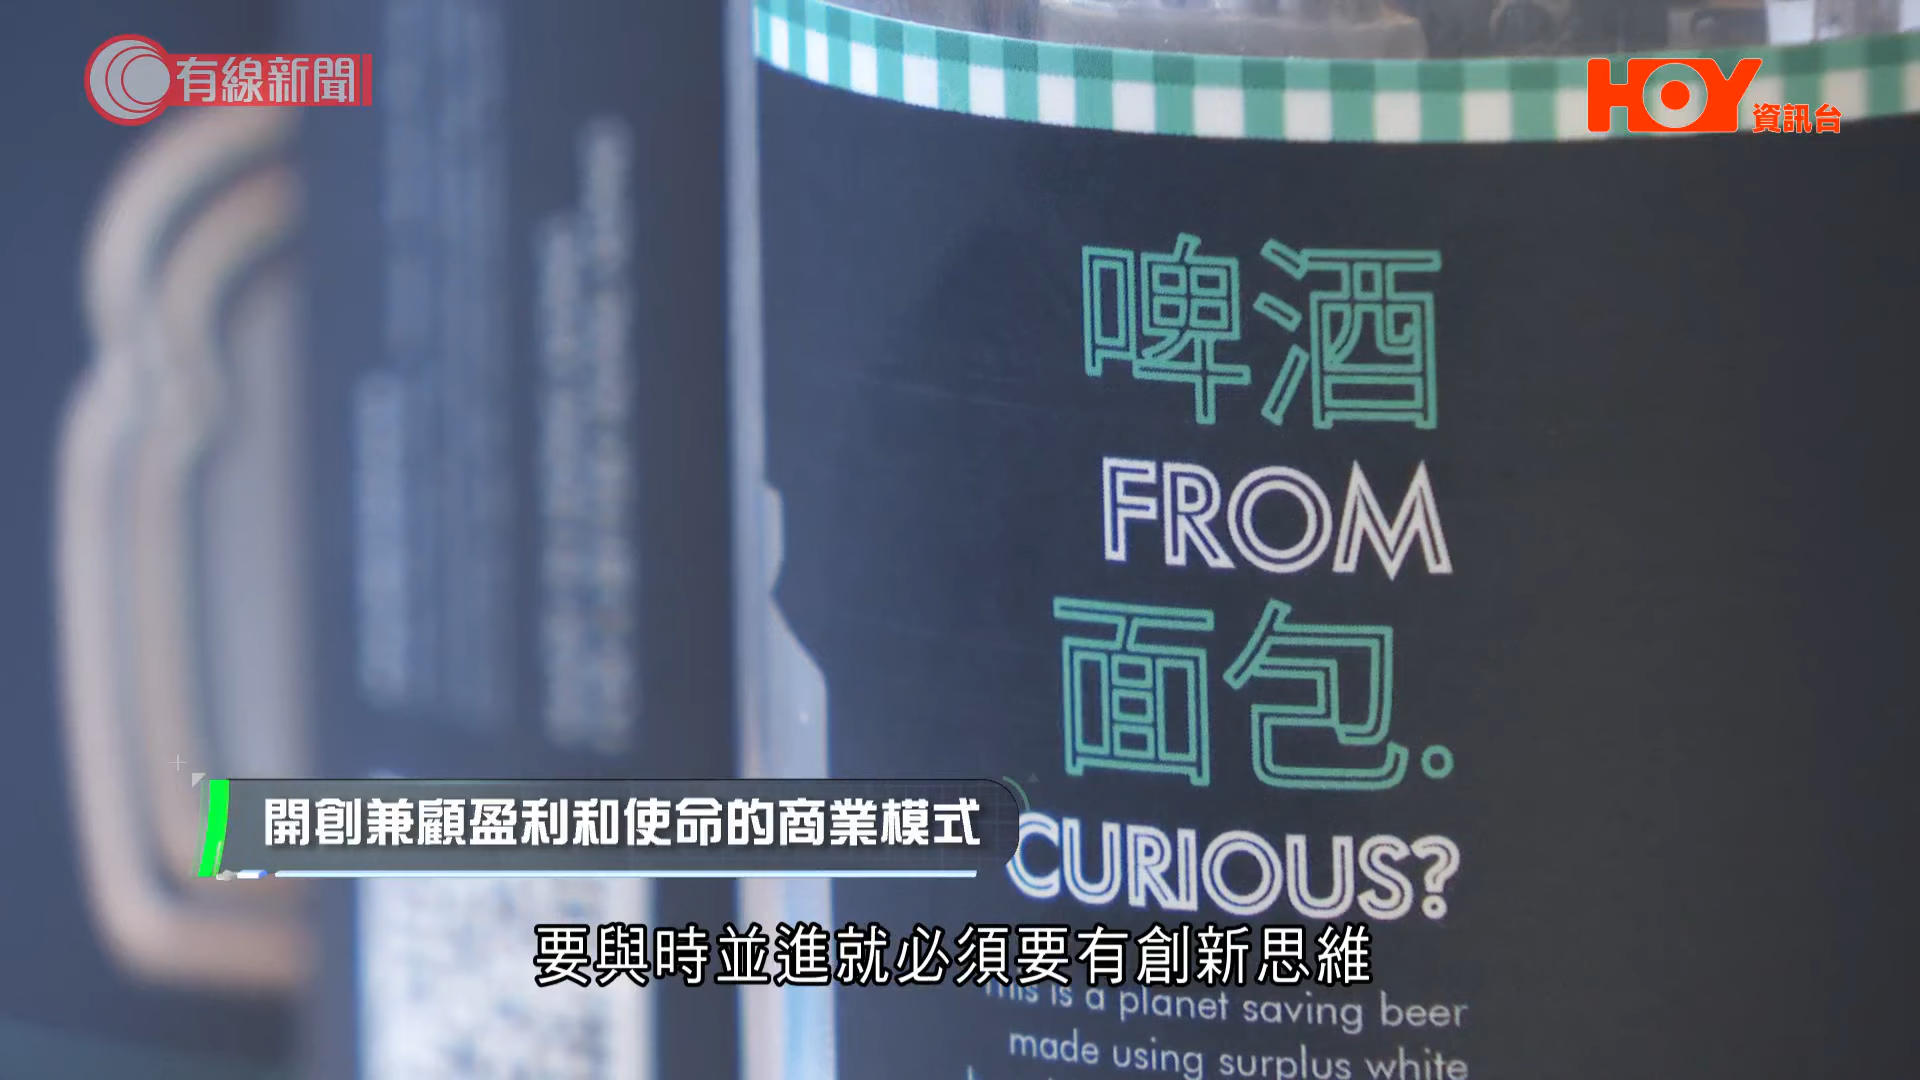 有線新聞
HOY 資訊台
啤酒
FROM
面包.
CURIOUS?
開創兼顧盈利和使命的商業模式
要與時並進就必須要有創新思維
This is a planet saving beer
made using surplus white